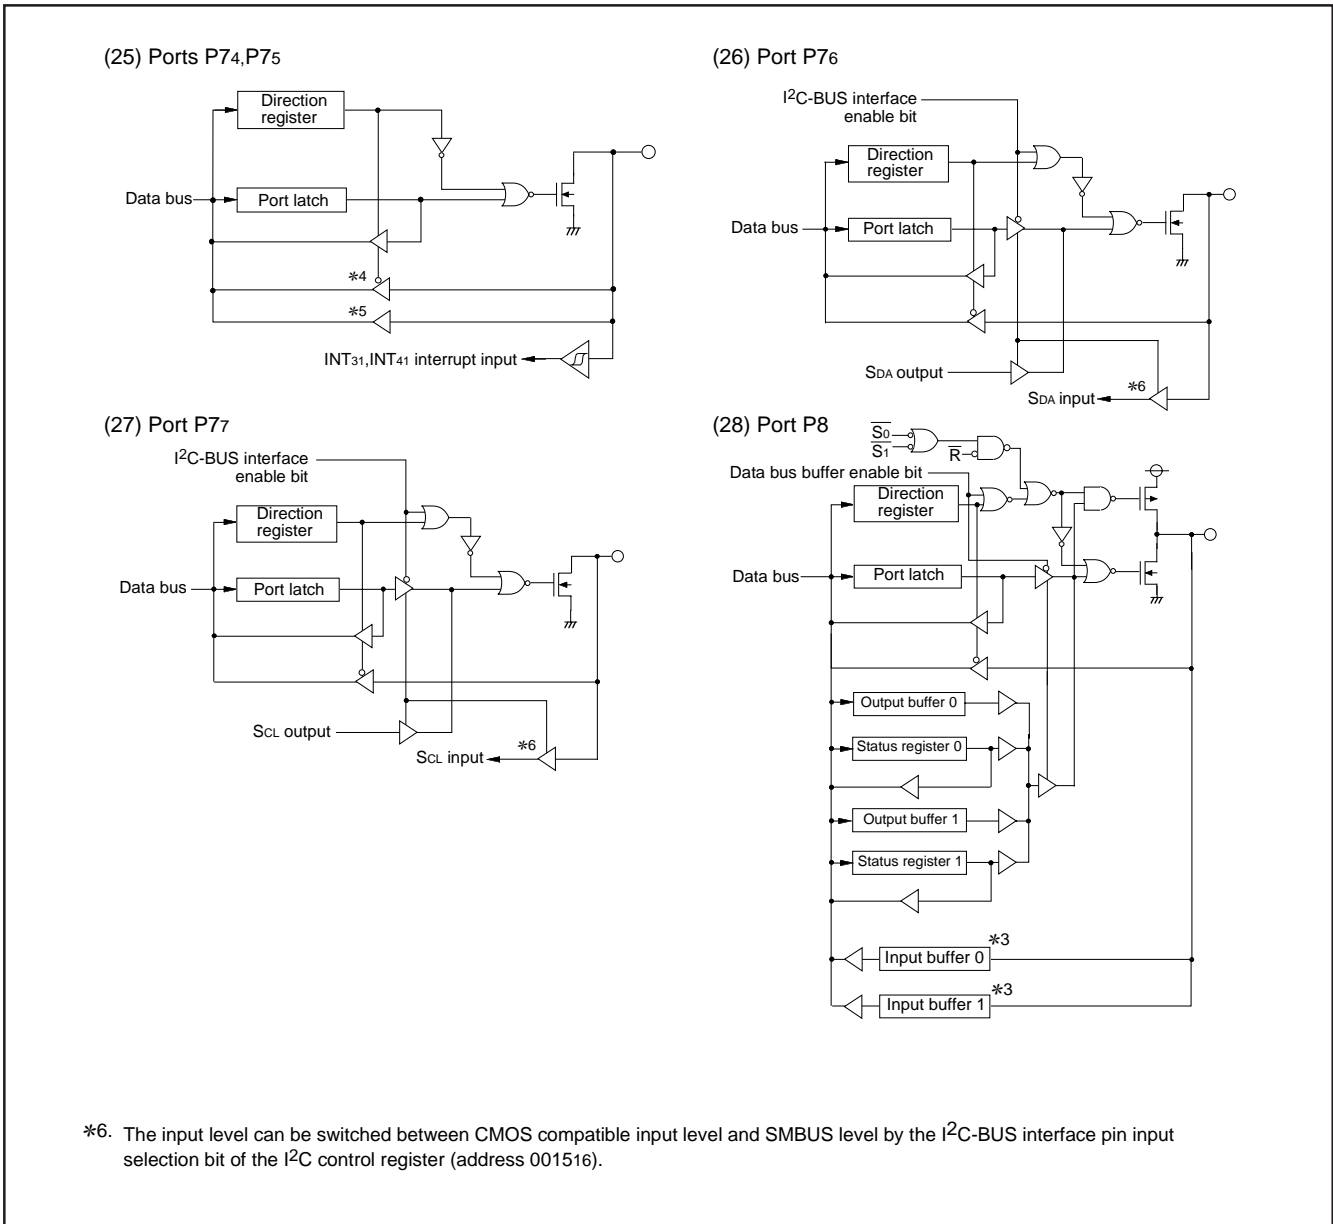 (25) Ports P74,P75
Direction
register
Data bus
Port latch
*4
*5
INT31,INT41 interrupt input
(26) Port P76
I2C-BUS interface
enable bit
Direction
register
Data bus
Port latch
SDA output
*6
SDA input
(27) Port P77
I2C-BUS interface
enable bit
Direction
register
Data bus
Port latch
SCL output
*6
SCL input
(28) Port P8
S0
S1
R
Data bus buffer enable bit
Direction
register
Data bus
Port latch
Output buffer 0
Status register 0
Output buffer 1
Status register 1
*3
Input buffer 0
*3
Input buffer 1
*6. The input level can be switched between CMOS compatible input level and SMBUS level by the I2C-BUS interface pin input
selection bit of the I2C control register (address 001516).